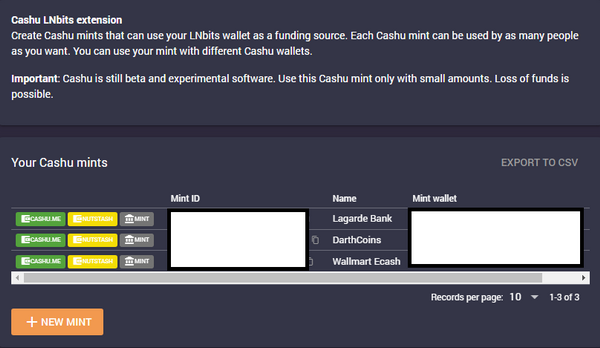 Cashu LNbits extension
Create Cashu mints that can use your LNbits wallet as a funding source. Each Cashu mint can be used by as many people
as you want. You can use your mint with different Cashu wallets.
Important: Cashu is still beta and experimental software. Use this Cashu mint only with small amounts. Loss of funds is
possible.
Your Cashu mints EXPORT TO CSV
Mint ID Name Mint wallet
CASHU.ME NUTSTASH MINT Lagarde Bank
CASHU.ME NUTSTASH MINT DarthCoins
CASHU.ME NUTSTASH MINT Wallmart Ecash
Records per page: 10 1-3 of 3
+ NEW MINT